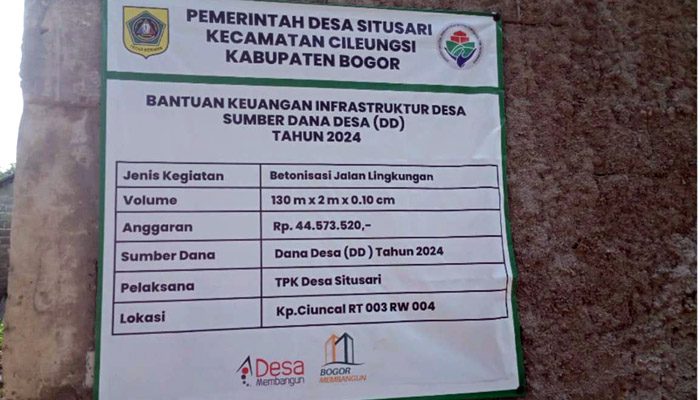 PEMERINTAH DESA SITUSARI
KECAMATAN CILEUNGSI
KABUPATEN BOGOR
BANTUAN KEUANGAN INFRASTRUKTUR DESA
SUMBER DANA DESA (DD)
TAHUN 2024
Jenis Kegiatan Betonisasi Jalan Lingkungan
Volume 130 m x 2 m x 0.10 cm
Anggaran Rp. 44.573.520,-
Sumber Dana Dana Desa (DD ) Tahun 2024
Pelaksana TPK Desa Situsari
Lokasi Kp.Ciuncal RT 003 RW 004
Desa
Membangun
BOGOR
MEMBANGUN